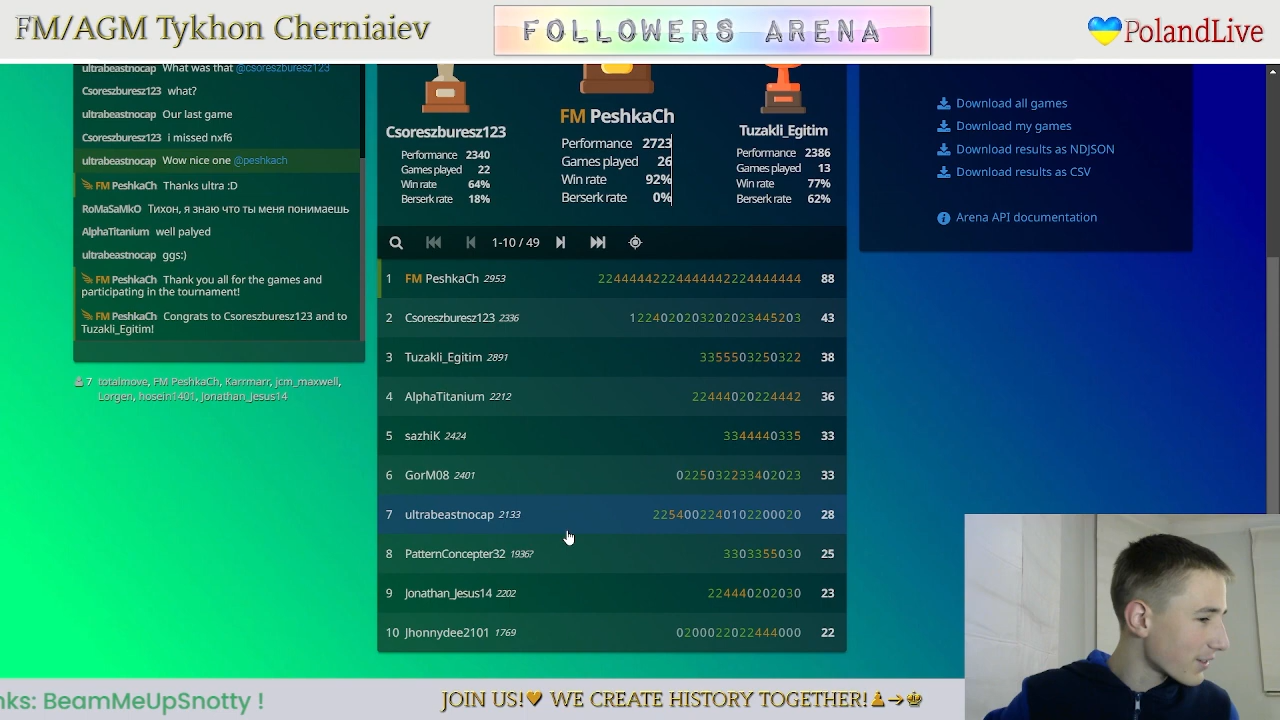 FM/AGM Tykhon Cherniaiev
FOLLOWERS ARENA
PolandLive
ultrabeastnocap What was that @csoreszburesz123
Csoreszburesz123 what?
ultrabeastnocap Our last game
Csoreszburesz123 i missed nxf6
ultrabeastnocap Wow nice one @peshkach
FM PeshkaCh Thanks ultra :D
RoMaSaMkO Тихон, я знаю что ты меня понимаешь
AlphaTitanium well palyed
ultrabeastnocap ggs:)
FM PeshkaCh Thank you all for the games and
participating in the tournament!
FM PeshkaCh Congrats to Csoreszburesz123 and to
Tuzakli_Egitim!
7 totalmove, FM PeshkaCh, Karrmarr, jcm_maxwell,
Lorgen, hosein1401, Jonathan_Jesus14
Csoreszburesz123
Performance 2340
Games played 22
Win rate 64%
Berserk rate 18%
FM PeshkaCh
Performance 2723
Games played 26
Win rate 92%
Berserk rate 0%
Tuzakli_Egitim
Performance 2386
Games played 13
Win rate 77%
Berserk rate 62%
1-10 / 49
1 FM PeshkaCh 2953 22444442224444442224444444 88
2 Csoreszburesz123 2336 1224020203202023445203 43
3 Tuzakli_Egitim 2891 3355503250322 38
4 AlphaTitanium 2212 22444020224442 36
5 sazhiK 2424 3344440335 33
6 GorM08 2401 0225032233402023 33
7 ultrabeastnocap 2133 2254002240102200020 28
8 PatternConcepter32 1936? 3303355030 25
9 Jonathan_Jesus14 2202 224440202030 23
10 Jhonnydee2101 1769 0200022022444000 22
Download all games
Download my games
Download results as NDJSON
Download results as CSV
Arena API documentation
nks: BeamMeUpSnotty !
JOIN US! WE CREATE HISTORY TOGETHER!